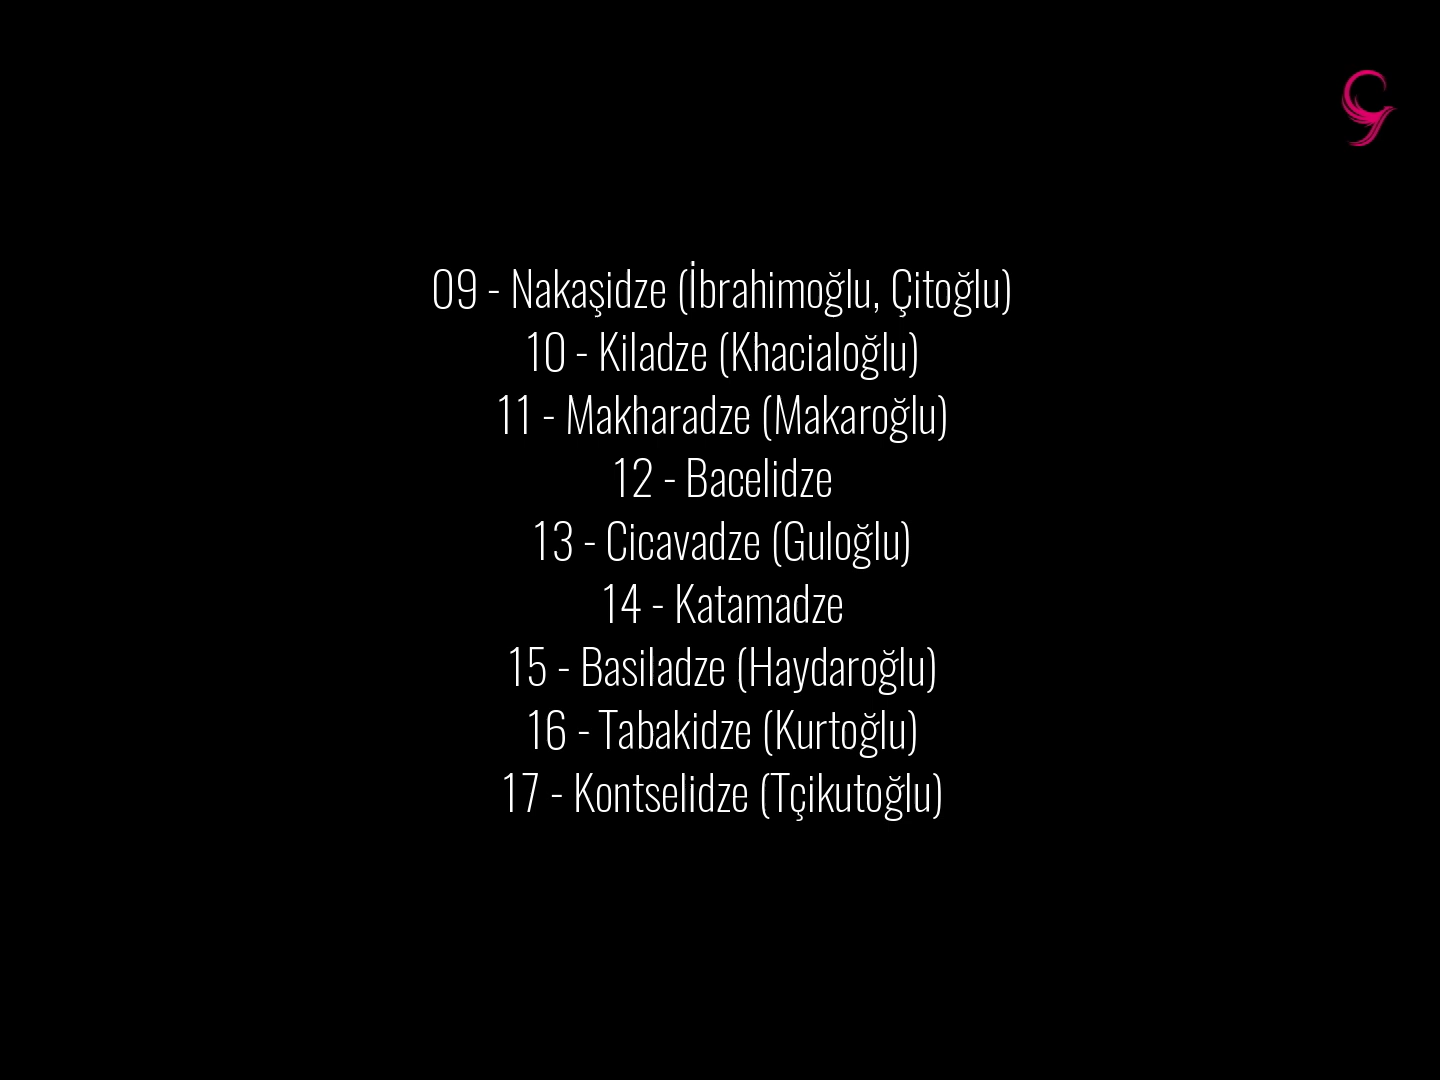 09 - Nakaşidze (İbrahimoğlu, Çitoğlu)
10 - Kiladze (Khacialoğlu)
11 - Makharadze (Makaroğlu)
12 - Bacelidze
13 - Cicavadze (Guloğlu)
14 - Katamadze
15 - Basiladze (Haydaroğlu)
16 - Tabakidze (Kurtoğlu)
17 - Kontselidze (Tçikutoğlu)